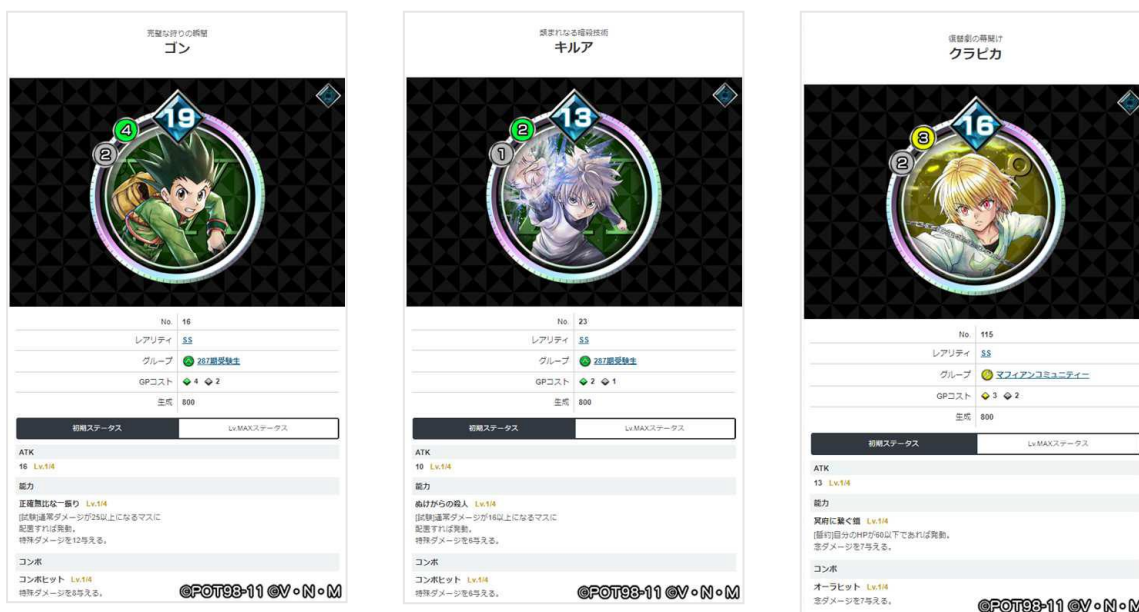 完璧な狩りの瞬間
ゴン
19
4
2
No. 16
レアリティ SS
グループ 287期受験生
GPコスト 4 2
生成 800
初期ステータス Lv.MAXステータス
ATK
16 Lv.1/4
能力
正確無比な一振り Lv.1/4
[試験]通常ダメージが25以上になるマスに
配置すれば発動。
特殊ダメージを12与える。
コンボ
コンボヒット Lv.1/4
特殊ダメージを8与える。
©POT98-11 ©V・N・M
類まれなる暗殺技術
キルア
13
2
1
No. 23
レアリティ SS
グループ 287期受験生
GPコスト 2 1
生成 800
初期ステータス Lv.MAXステータス
ATK
10 Lv.1/4
能力
ぬけがらの殺人 Lv.1/4
[試験]通常ダメージが16以上になるマスに
配置すれば発動。
特殊ダメージを6与える。
コンボ
コンボヒット Lv.1/4
特殊ダメージを6与える。
©POT98-11 ©V・N・M
復讐劇の幕開け
クラピカ
16
3
2
No. 115
レアリティ SS
グループ マフィアンコミュニティー
GPコスト 3 2
生成 800
初期ステータス Lv.MAXステータス
ATK
13 Lv.1/4
能力
冥府に繋ぐ鎖 Lv.1/4
[誓約]自分のHPが60以下であれば発動。
念ダメージを7与える。
コンボ
オーラヒット Lv.1/4
念ダメージを7与える。
©POT98-11 ©V・N・M